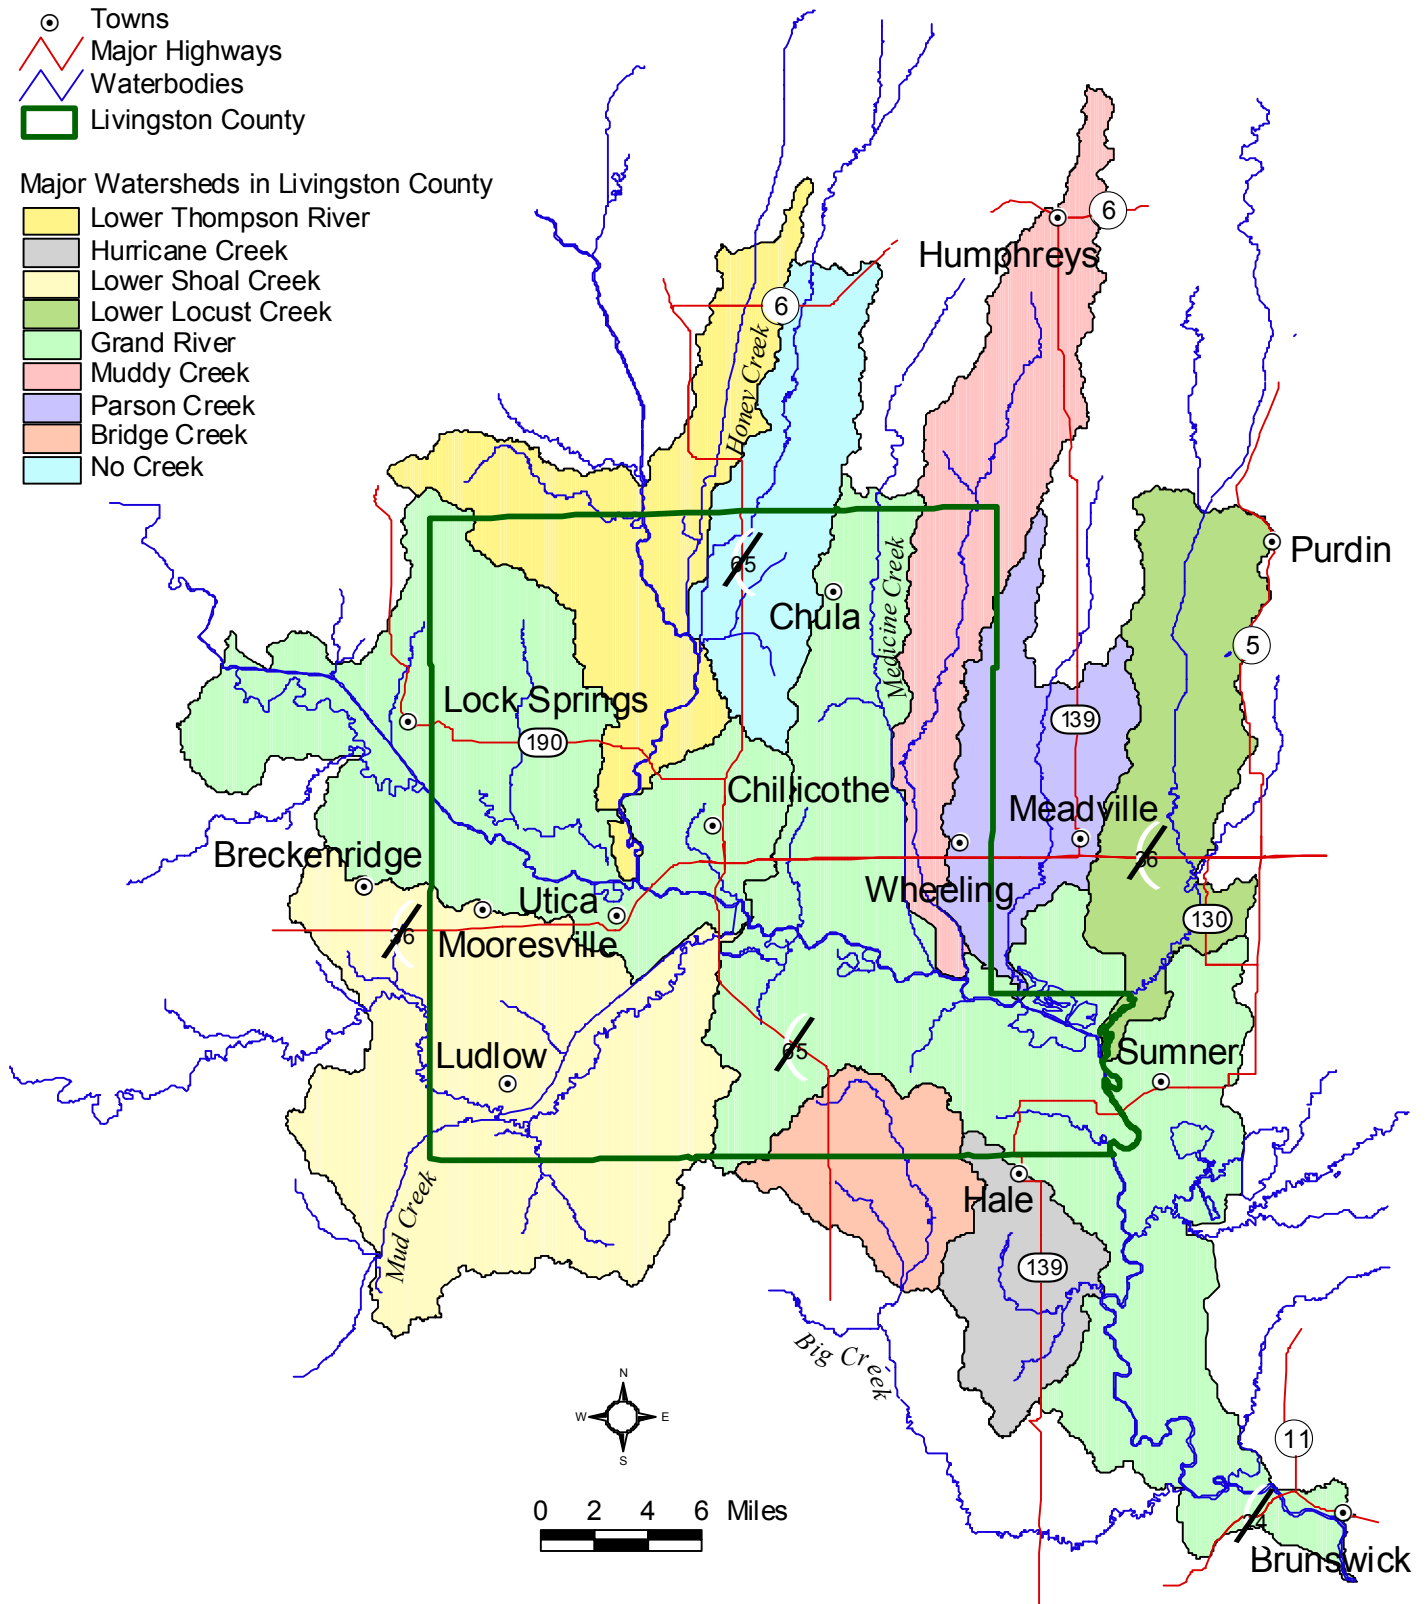 Towns
Major Highways
Waterbodies
Livingston County
Major Watersheds in Livingston County
Lower Thompson River
Hurricane Creek
Lower Shoal Creek
Lower Locust Creek
Grand River
Muddy Creek
Parson Creek
Bridge Creek
No Creek
6
Humphreys
6
Honey Creek
Purdin
65
Chula
Medicine Creek
5
Lock Springs
190
139
Chillicothe
Meadville
Breckenridge
36
Wheeling
Utica
130
36
Mooresville
Ludlow
65
Sumner
Mud Creek
Hale
139
Big Creek
N
W
E
S
11
0 2 4 6 Miles
24
Brunswick